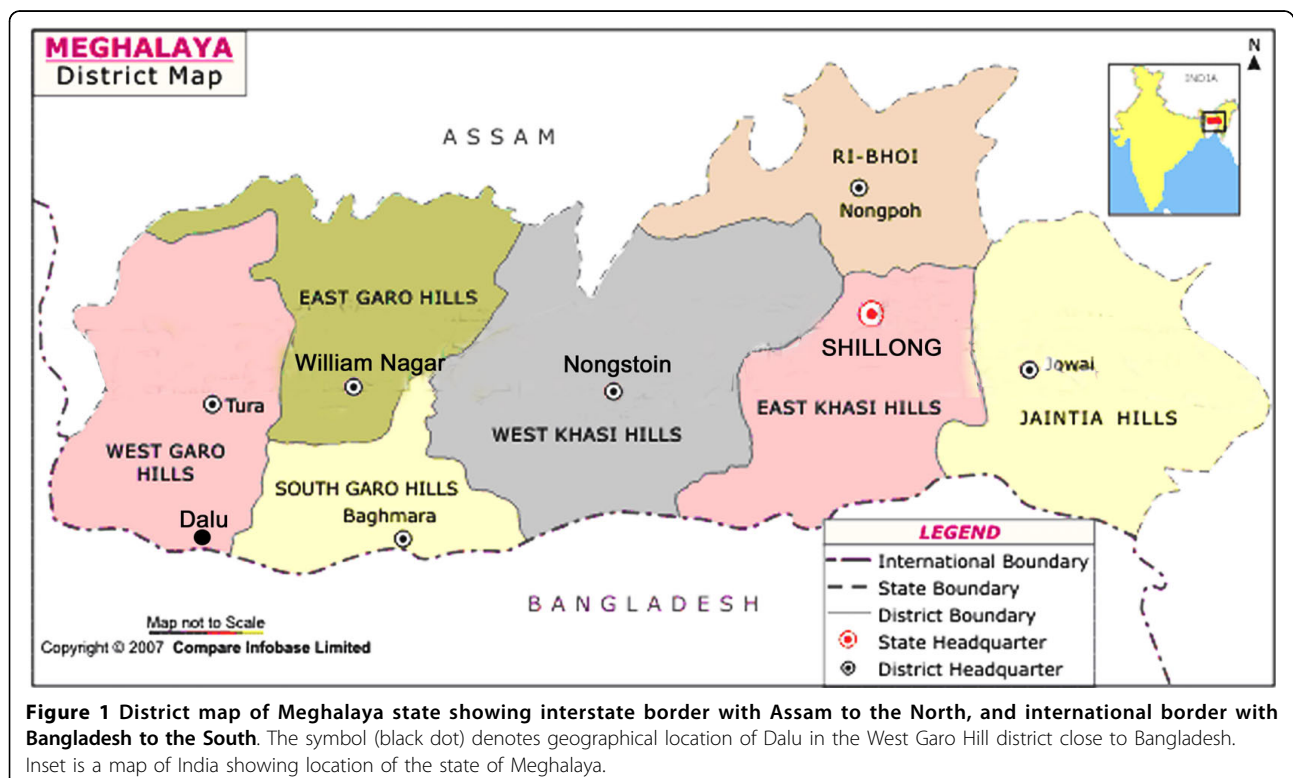 MEGHALAYA
District Map
N
INDIA
ASSAM
RI-BHOI
Nongpoh
EAST GARO HILLS
SHILLONG
William Nagar
Nongstoin
Jowai
Tura
EAST KHASI HILLS
JAINTIA HILLS
WEST GARO
HILLS
WEST KHASI HILLS
SOUTH GARO HILLS
Baghmara
Dalu
BANGLADESH
LEGEND
International Boundary
State Boundary
District Boundary
State Headquarter
District Headquarter
Map not to Scale
Copyright © 2007 Compare Infobase Limited
Figure 1 District map of Meghalaya state showing interstate border with Assam to the North, and international border with
Bangladesh to the South. The symbol (black dot) denotes geographical location of Dalu in the West Garo Hill district close to Bangladesh.
Inset is a map of India showing location of the state of Meghalaya.